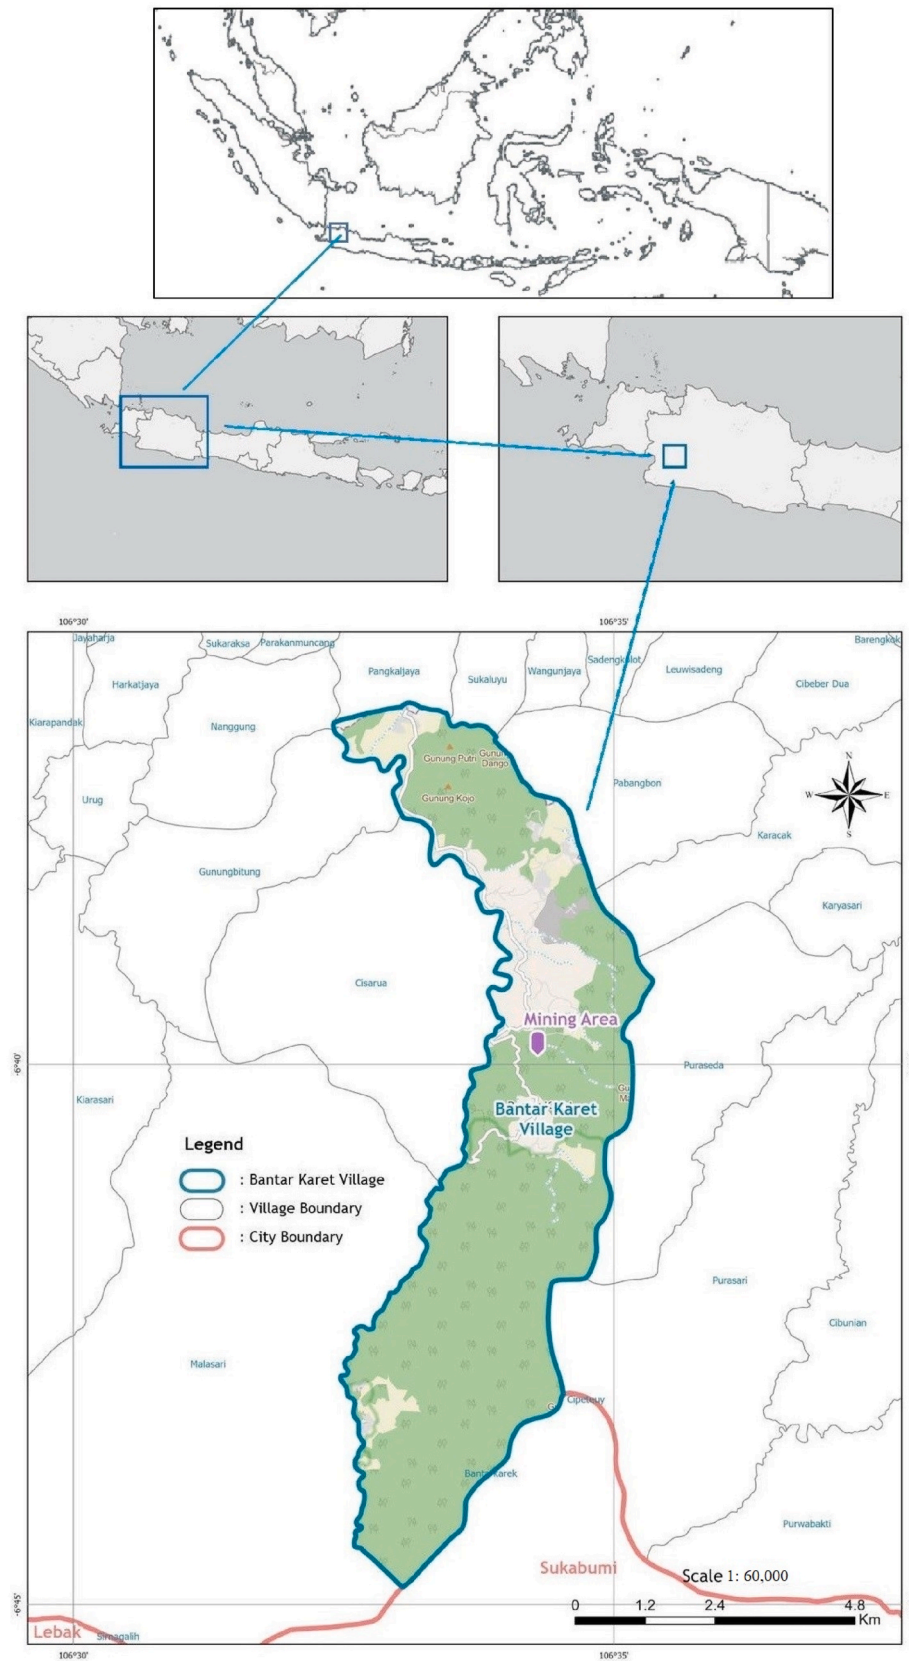 106°30'
106°35'
Jayaharja
Sukaraksa
Parakanmuncang
Barengkok
Pangkaljaya
Sukaluyu
Wangunjaya
Sadengkolot
Leuwisadeng
Harkatjaya
Cibeber Dua
Kiarapandak
Nanggung
Gunung Putri
Gunung
Dango
Pabangbon
N
W
E
S
Urug
Gunung Kojo
Karacak
Gunungbitung
Karyasari
Cisarua
Mining Area
-6°40'
Puraseda
Kiarasari
Bantar Karet
Village
Legend
: Bantar Karet Village
: Village Boundary
: City Boundary
Purasari
Cibunian
Malasari
Cipeteuy
Purwabakti
Sukabumi
Scale 1: 60,000
-6°45'
0
1.2
2.4
4.8
Km
Lebak
106°30'
106°35'